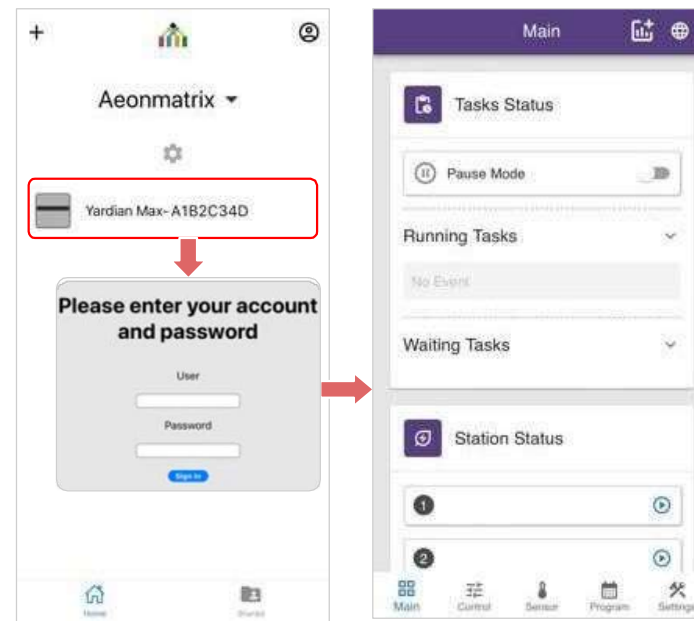 Aeonmatrix
Yardian Max- A1B2C34D
Please enter your account
and password
User
Password
Sign In
Home
Shared
Main
Tasks Status
Pause Mode
Running Tasks
No Event
Waiting Tasks
Station Status
1
2
Main
Control
Sensor
Program
Settings